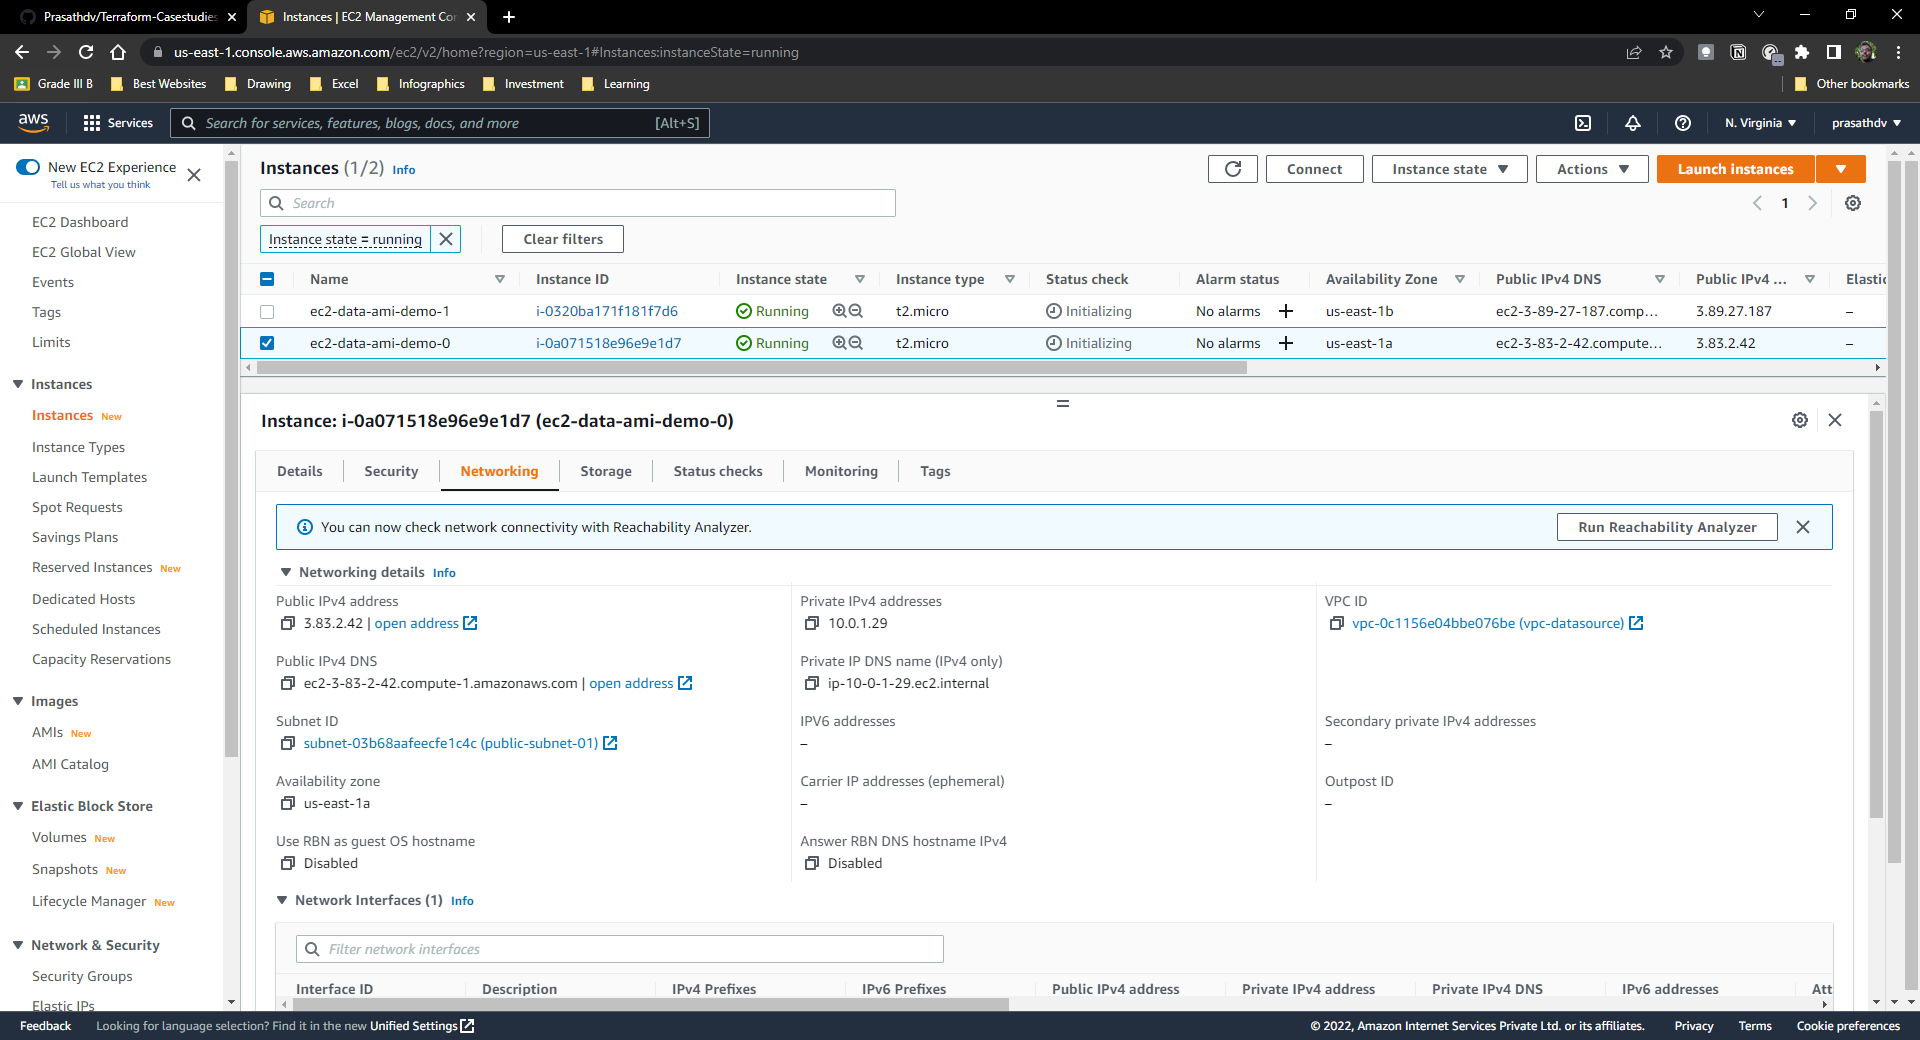 Prasathdv/Terraform-Casestudies
Instances | EC2 Management Con
us-east-1.console.aws.amazon.com/ec2/v2/home?region=us-east-1#Instances:instanceState=running
Grade III B
Best Websites
Drawing
Excel
Infographics
Investment
Learning
Other bookmarks
aws
Services
Search for services, features, blogs, docs, and more
[Alt+S]
N. Virginia
prasathdv
New EC2 Experience
Tell us what you think
EC2 Dashboard
EC2 Global View
Events
Tags
Limits
Instances
Instances New
Instance Types
Launch Templates
Spot Requests
Savings Plans
Reserved Instances New
Dedicated Hosts
Scheduled Instances
Capacity Reservations
Images
AMIs New
AMI Catalog
Elastic Block Store
Volumes New
Snapshots New
Lifecycle Manager New
Network & Security
Security Groups
Elastic IPs
Instances (1/2) Info
Connect
Instance state
Actions
Launch instances
Search
1
Instance state = running
Clear filters
Name Instance ID Instance state Instance type Status check Alarm status Availability Zone Public IPv4 DNS Public IPv4 ... Elastic
ec2-data-ami-demo-1 i-0320ba171f181f7d6 Running t2.micro Initializing No alarms us-east-1b ec2-3-89-27-187.comp... 3.89.27.187 –
ec2-data-ami-demo-0 i-0a071518e96e9e1d7 Running t2.micro Initializing No alarms us-east-1a ec2-3-83-2-42.compute... 3.83.2.42 –
Instance: i-0a071518e96e9e1d7 (ec2-data-ami-demo-0)
Details
Security
Networking
Storage
Status checks
Monitoring
Tags
You can now check network connectivity with Reachability Analyzer.
Run Reachability Analyzer
Networking details Info
Public IPv4 address
3.83.2.42 | open address
Private IPv4 addresses
10.0.1.29
VPC ID
vpc-0c1156e04bbe076be (vpc-datasource)
Public IPv4 DNS
ec2-3-83-2-42.compute-1.amazonaws.com | open address
Private IP DNS name (IPv4 only)
ip-10-0-1-29.ec2.internal
Subnet ID
subnet-03b68aafeecfe1c4c (public-subnet-01)
IPV6 addresses
–
Secondary private IPv4 addresses
–
Availability zone
us-east-1a
Carrier IP addresses (ephemeral)
–
Outpost ID
–
Use RBN as guest OS hostname
Disabled
Answer RBN DNS hostname IPv4
Disabled
Network Interfaces (1) Info
Filter network interfaces
Interface ID Description IPv4 Prefixes IPv6 Prefixes Public IPv4 address Private IPv4 address Private IPv4 DNS IPv6 addresses Att
Feedback
Looking for language selection? Find it in the new Unified Settings
© 2022, Amazon Internet Services Private Ltd. or its affiliates.
Privacy
Terms
Cookie preferences